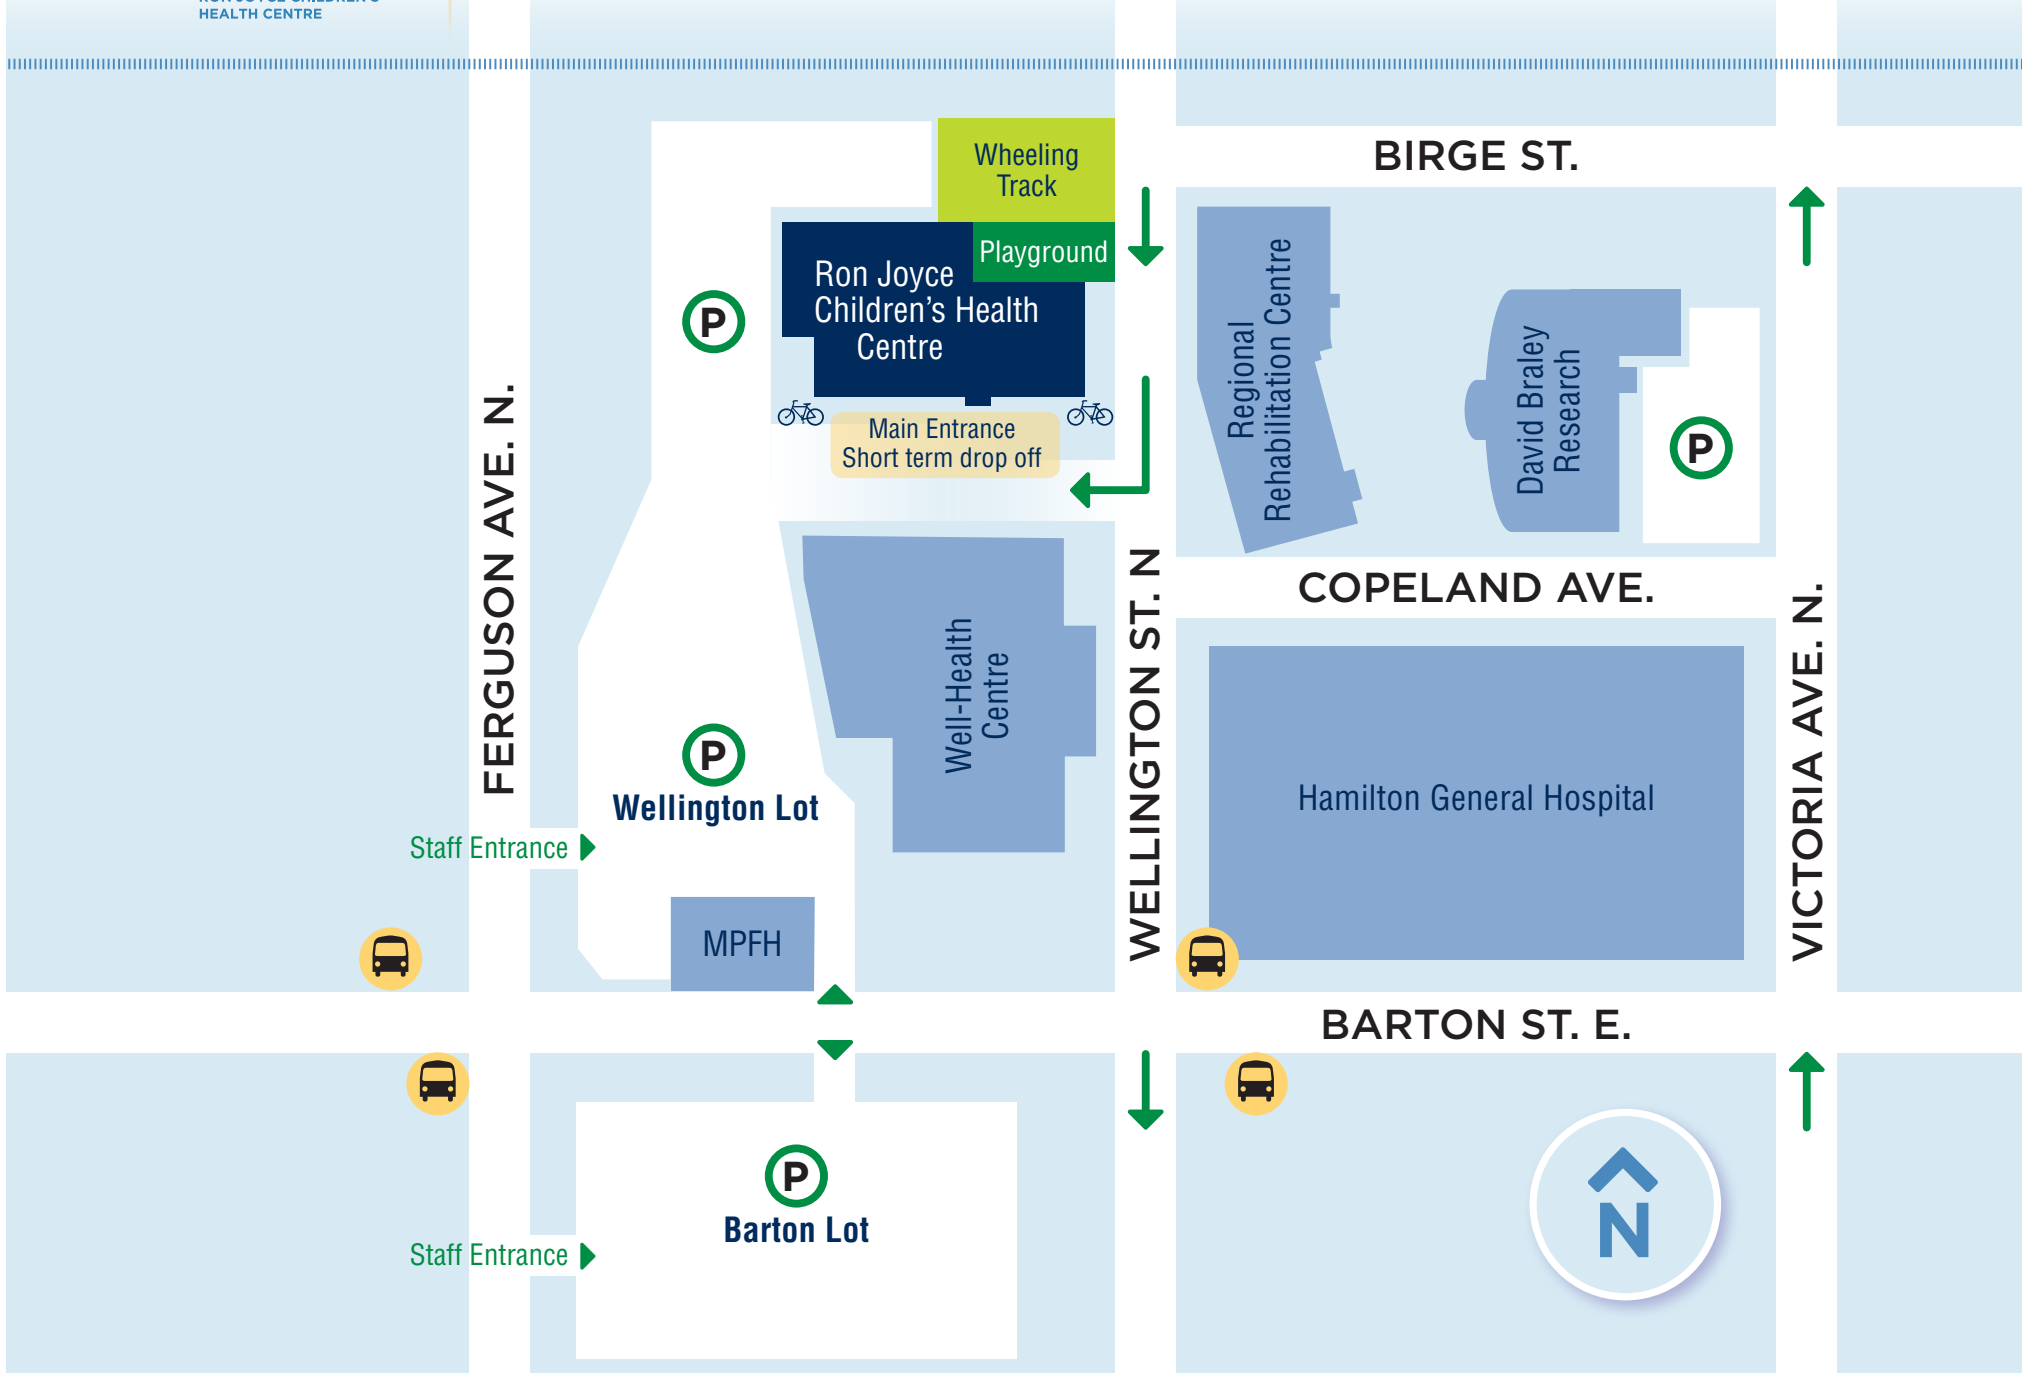 HEALTH CENTRE
Wheeling
Track
BIRGE ST.
Playground
Ron Joyce
Children's Health
Centre
P
Regional
Rehabilitation Centre
David Braley
Research
P
Main Entrance
Short term drop off
FERGUSON AVE. N.
WELLINGTON ST. N
COPELAND AVE.
VICTORIA AVE. N.
Well-Health
Centre
P
Wellington Lot
Hamilton General Hospital
Staff Entrance
MPFH
BARTON ST. E.
P
Barton Lot
Staff Entrance
N